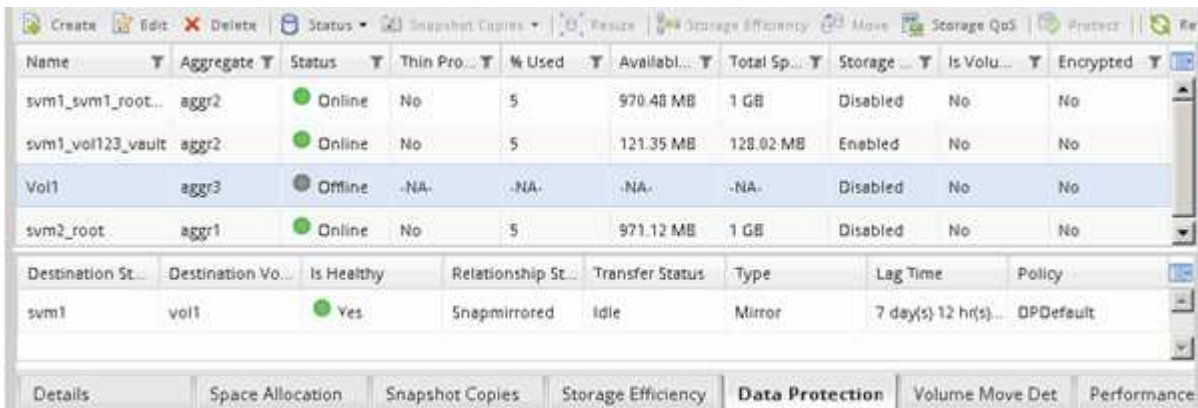 Create Edit Delete Status Snapshot Copies Resize Storage Efficiency Move Storage QoS Protect Re
Name Aggregate Status Thin Pro... % Used Availabl... Total Sp... Storage ... Is Volu... Encrypted
svm1_svm1_root... aggr2 Online No 5 970.48 MB 1 GB Disabled No No
svm1_vol123_vault aggr2 Online No 5 121.35 MB 128.02 MB Enabled No No
Vol1 aggr3 Offline -NA- -NA- -NA- -NA- Disabled No No
svm2_root aggr1 Online No 5 971.12 MB 1 GB Disabled No No
Destination St... Destination Vo... Is Healthy Relationship St... Transfer Status Type Lag Time Policy
svm1 vol1 Yes Snapmirrored Idle Mirror 7 day(s) 12 hr(s)... DPDefault
Details Space Allocation Snapshot Copies Storage Efficiency Data Protection Volume Move Det Performance